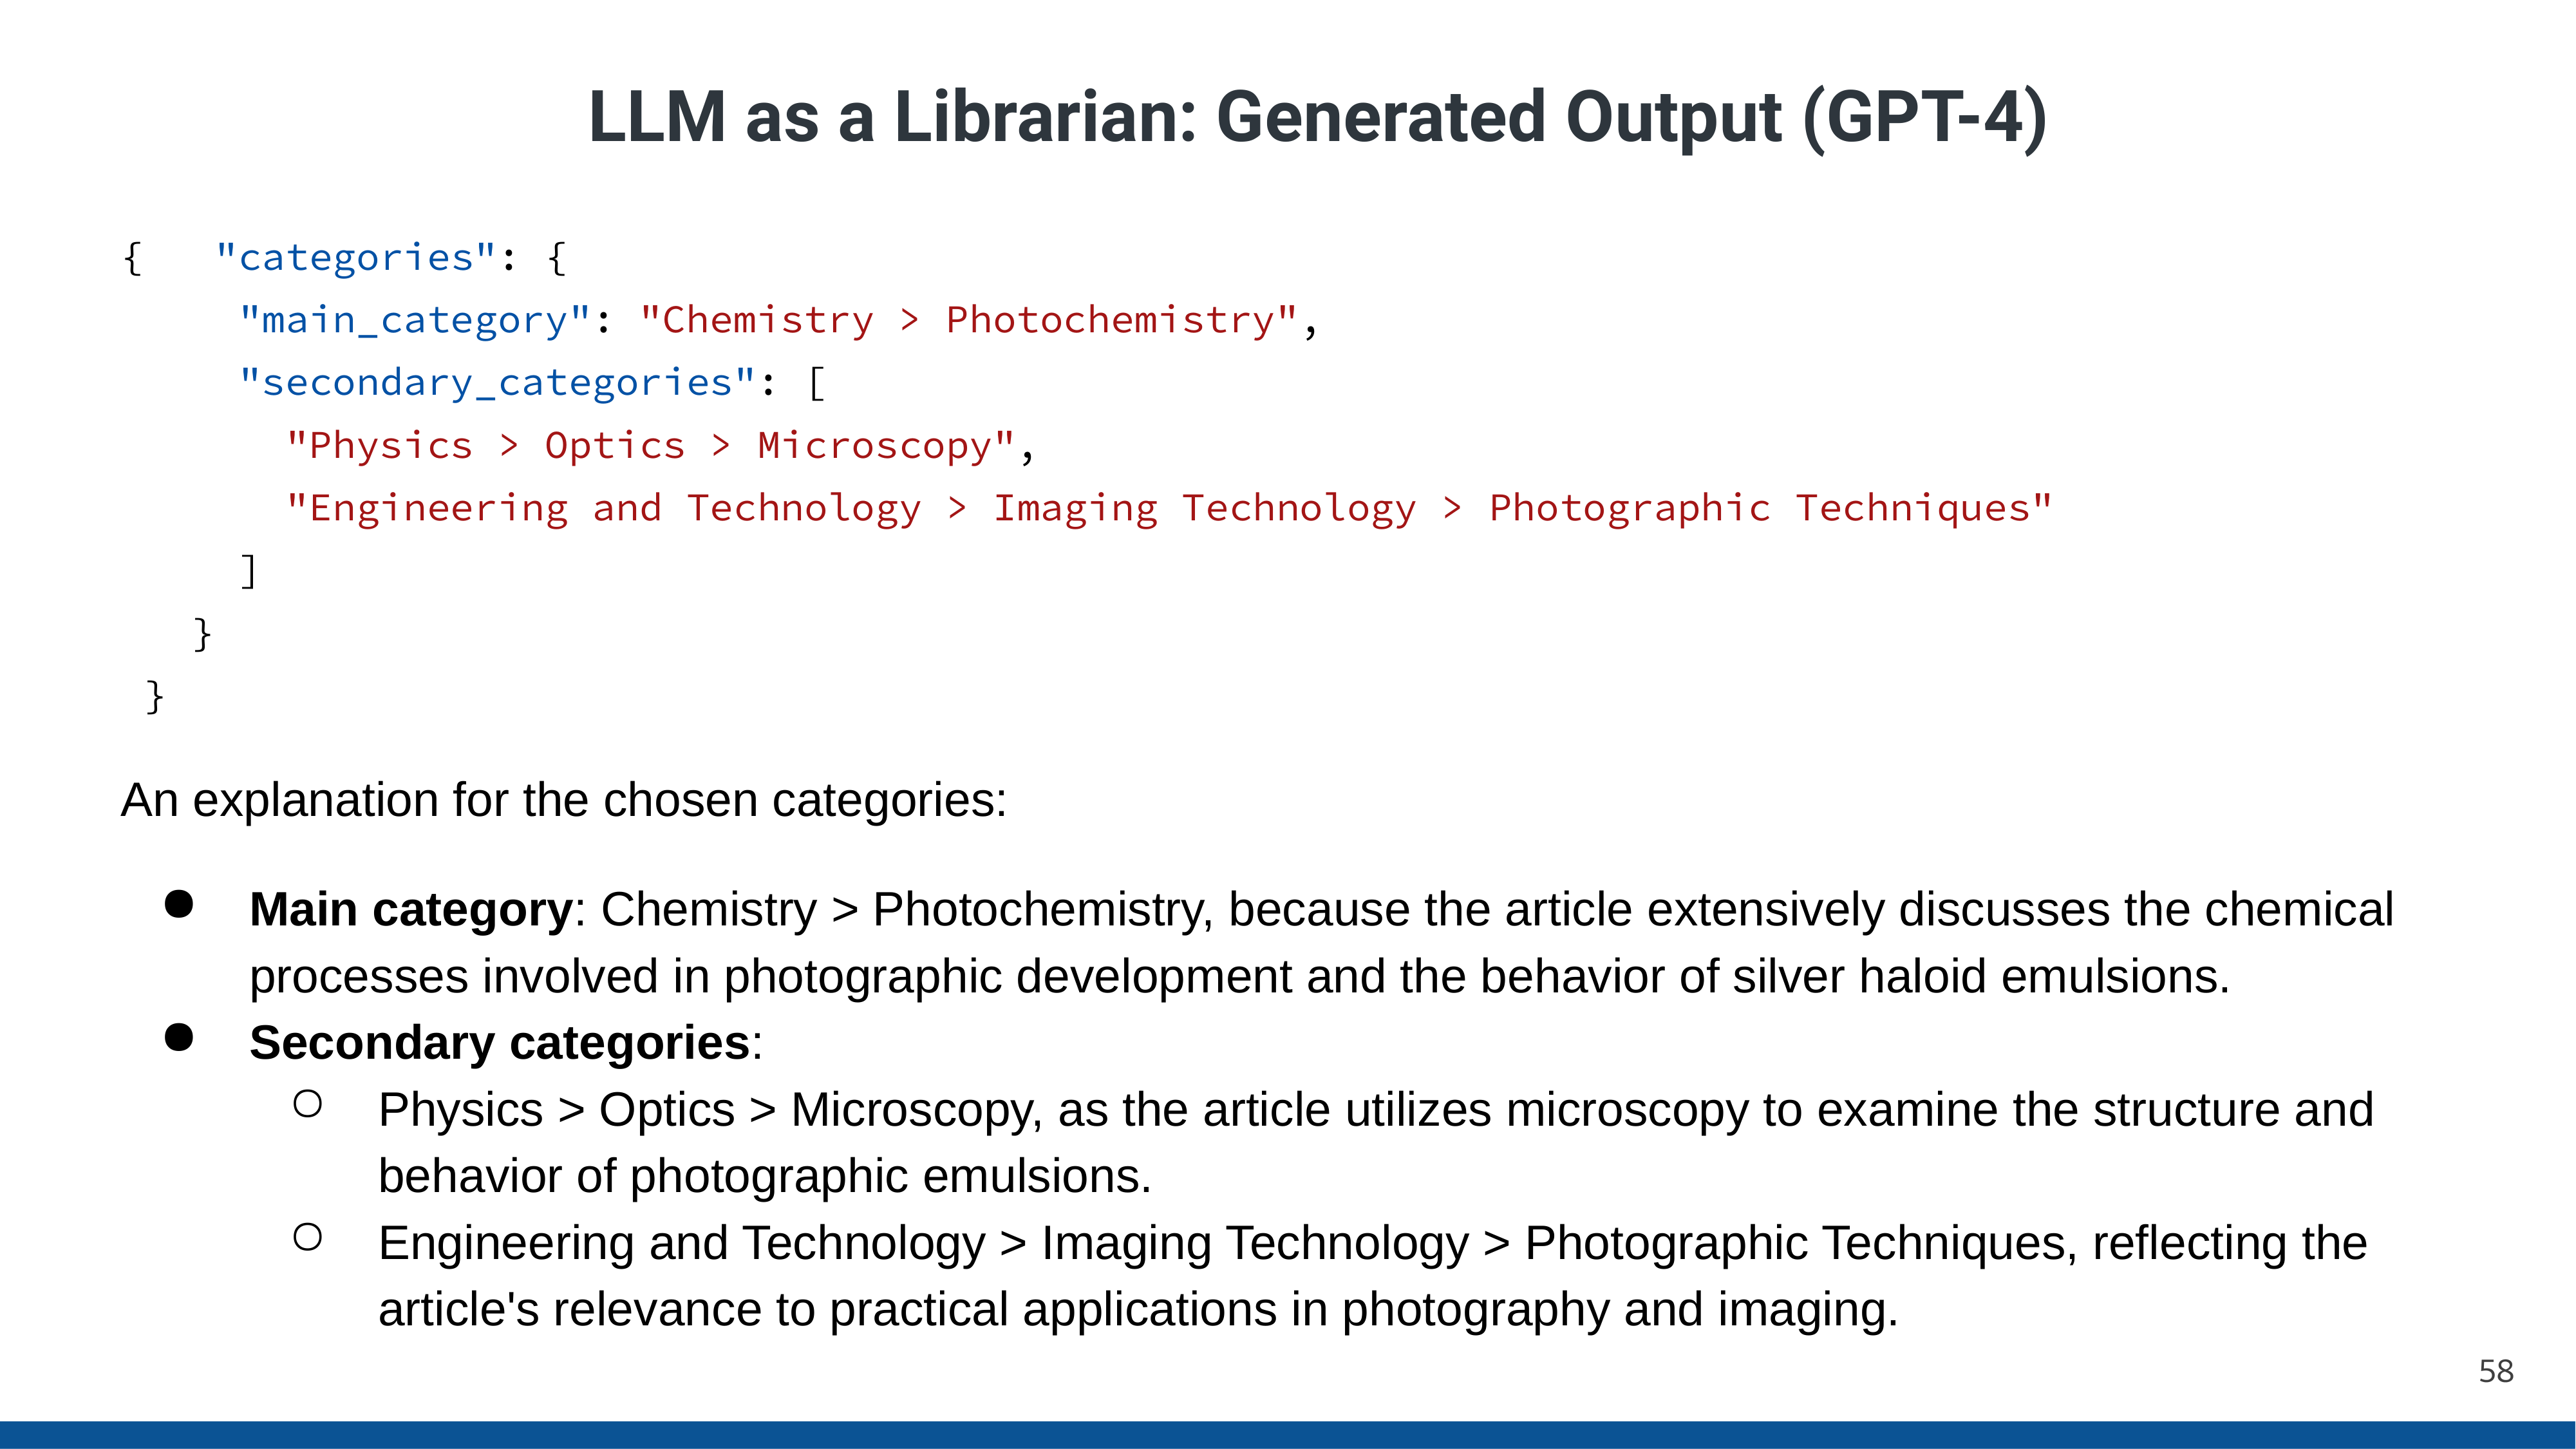 LLM as a Librarian: Generated Output (GPT-4)
{   "categories": {
     "main_category": "Chemistry > Photochemistry",
     "secondary_categories": [
       "Physics > Optics > Microscopy",
       "Engineering and Technology > Imaging Technology > Photographic Techniques"
     ]
   }
 }
An explanation for the chosen categories:
● Main category: Chemistry > Photochemistry, because the article extensively discusses the chemical
processes involved in photographic development and the behavior of silver haloid emulsions.
● Secondary categories:
○ Physics > Optics > Microscopy, as the article utilizes microscopy to examine the structure and
behavior of photographic emulsions.
○ Engineering and Technology > Imaging Technology > Photographic Techniques, reflecting the
article's relevance to practical applications in photography and imaging.
58